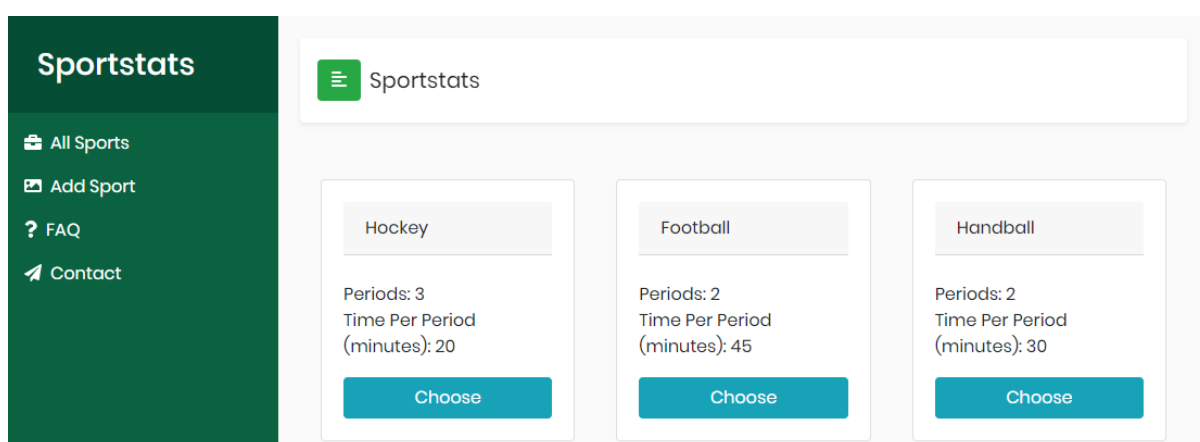 Sportstats
All Sports
Add Sport
? FAQ
Contact
Sportstats
Hockey
Periods: 3
Time Per Period
(minutes): 20
Choose
Football
Periods: 2
Time Per Period
(minutes): 45
Choose
Handball
Periods: 2
Time Per Period
(minutes): 30
Choose